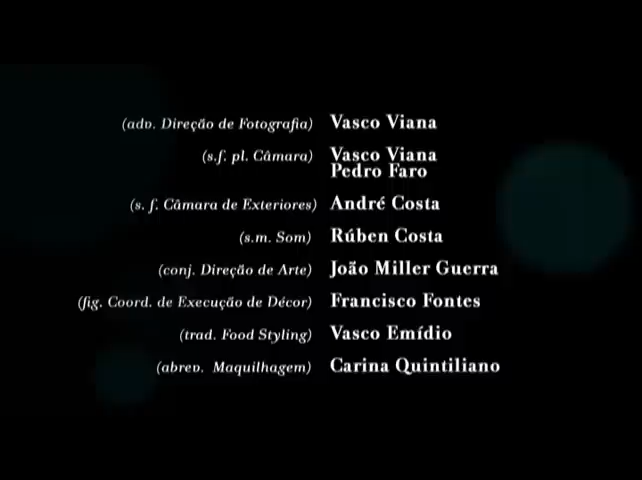 (adv. Direção de Fotografia) Vasco Viana
(s.f. pl. Câmara) Vasco Viana
Pedro Faro
(s. f. Câmara de Exteriores) André Costa
(s.m. Som) Rúben Costa
(conj. Direção de Arte) João Miller Guerra
(fig. Coord. de Execução de Décor) Francisco Fontes
(trad. Food Styling) Vasco Emídio
(abrev. Maquilhagem) Carina Quintiliano